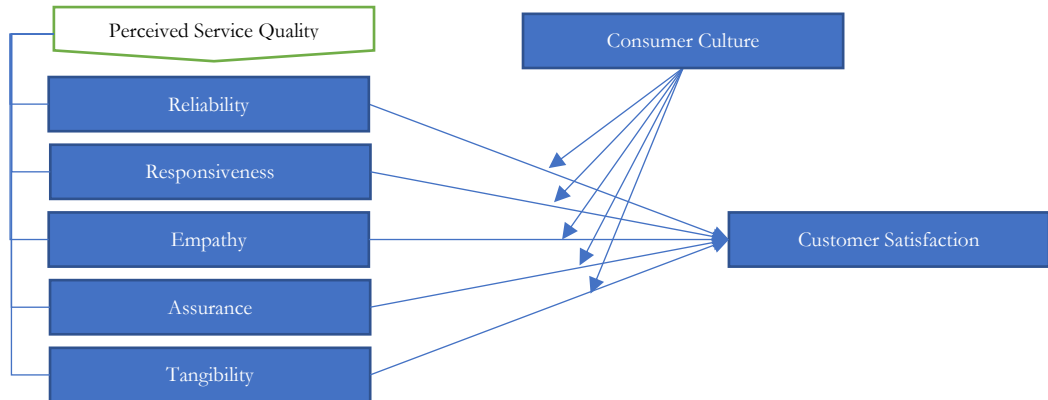 Perceived Service Quality
Consumer Culture
Reliability
Responsiveness
Empathy
Customer Satisfaction
Assurance
Tangibility